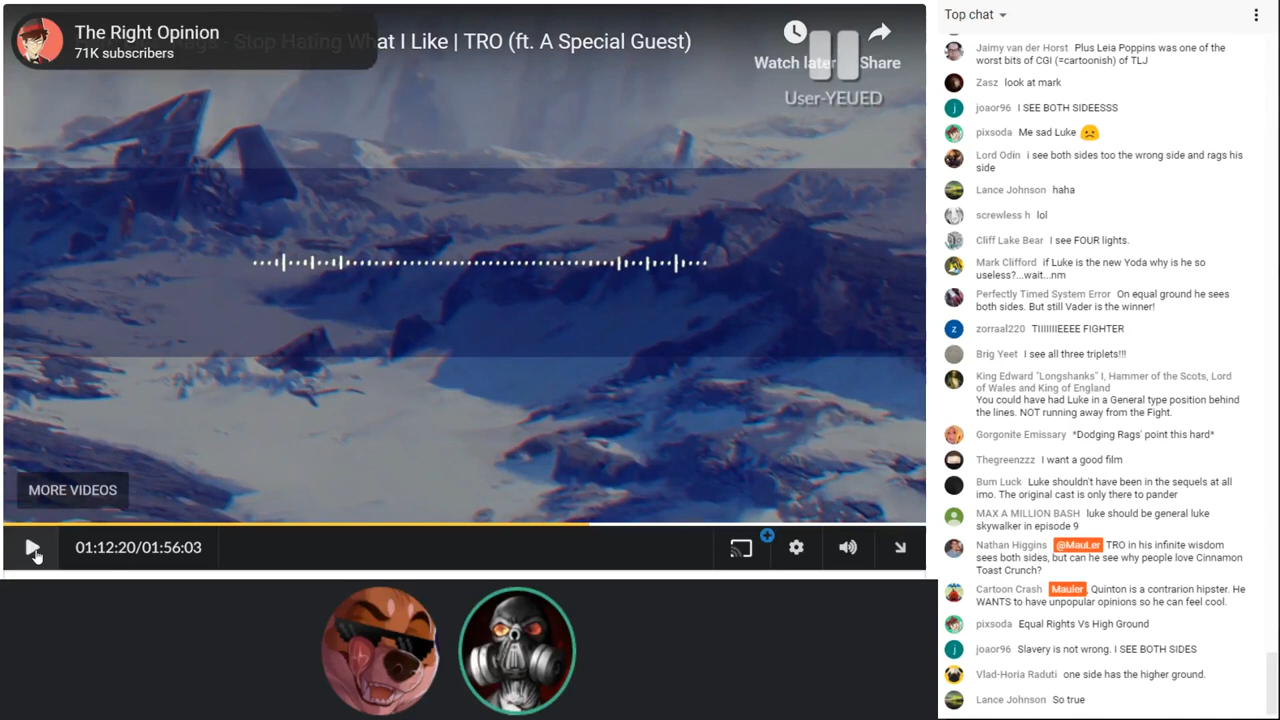 The Right Opinion
71K subscribers
Rags - Stop Hating What I Like | TRO (ft. A Special Guest)
Watch later
Share
User-YEUED
MORE VIDEOS
01:12:20/01:56:03
Top chat
Jaimy van der Horst Plus Leia Poppins was one of the
worst bits of CGI (=cartoonish) of TLJ
Zasz look at mark
j joaor96 I SEE BOTH SIDEESSS
pixsoda Me sad Luke 😞
Lord Odin i see both sides too the wrong side and rags his
side
Lance Johnson haha
screwless h lol
Cliff Lake Bear I see FOUR lights.
Mark Clifford if Luke is the new Yoda why is he so
useless?...wait...nm
Perfectly Timed System Error On equal ground he sees
both sides. But still Vader is the winner!
z zorraal220 TIIIIIIIEEEE FIGHTER
Brig Yeet I see all three triplets!!!
King Edward "Longshanks" I, Hammer of the Scots, Lord
of Wales and King of England
You could have had Luke in a General type position behind
the lines. NOT running away from the Fight.
Gorgonite Emissary *Dodging Rags' point this hard*
Thegreenzzz I want a good film
Bum Luck Luke shouldn't have been in the sequels at all
imo. The original cast is only there to pander
MAX A MILLION BASH luke should be general luke
skywalker in episode 9
Nathan Higgins @MauLer TRO in his infinite wisdom
sees both sides, but can he see why people love Cinnamon
Toast Crunch?
Cartoon Crash Mauler, Quinton is a contrarian hipster. He
WANTS to have unpopular opinions so he can feel cool.
pixsoda Equal Rights Vs High Ground
j joaor96 Slavery is not wrong. I SEE BOTH SIDES
Vlad-Horia Raduti one side has the higher ground.
Lance Johnson So true